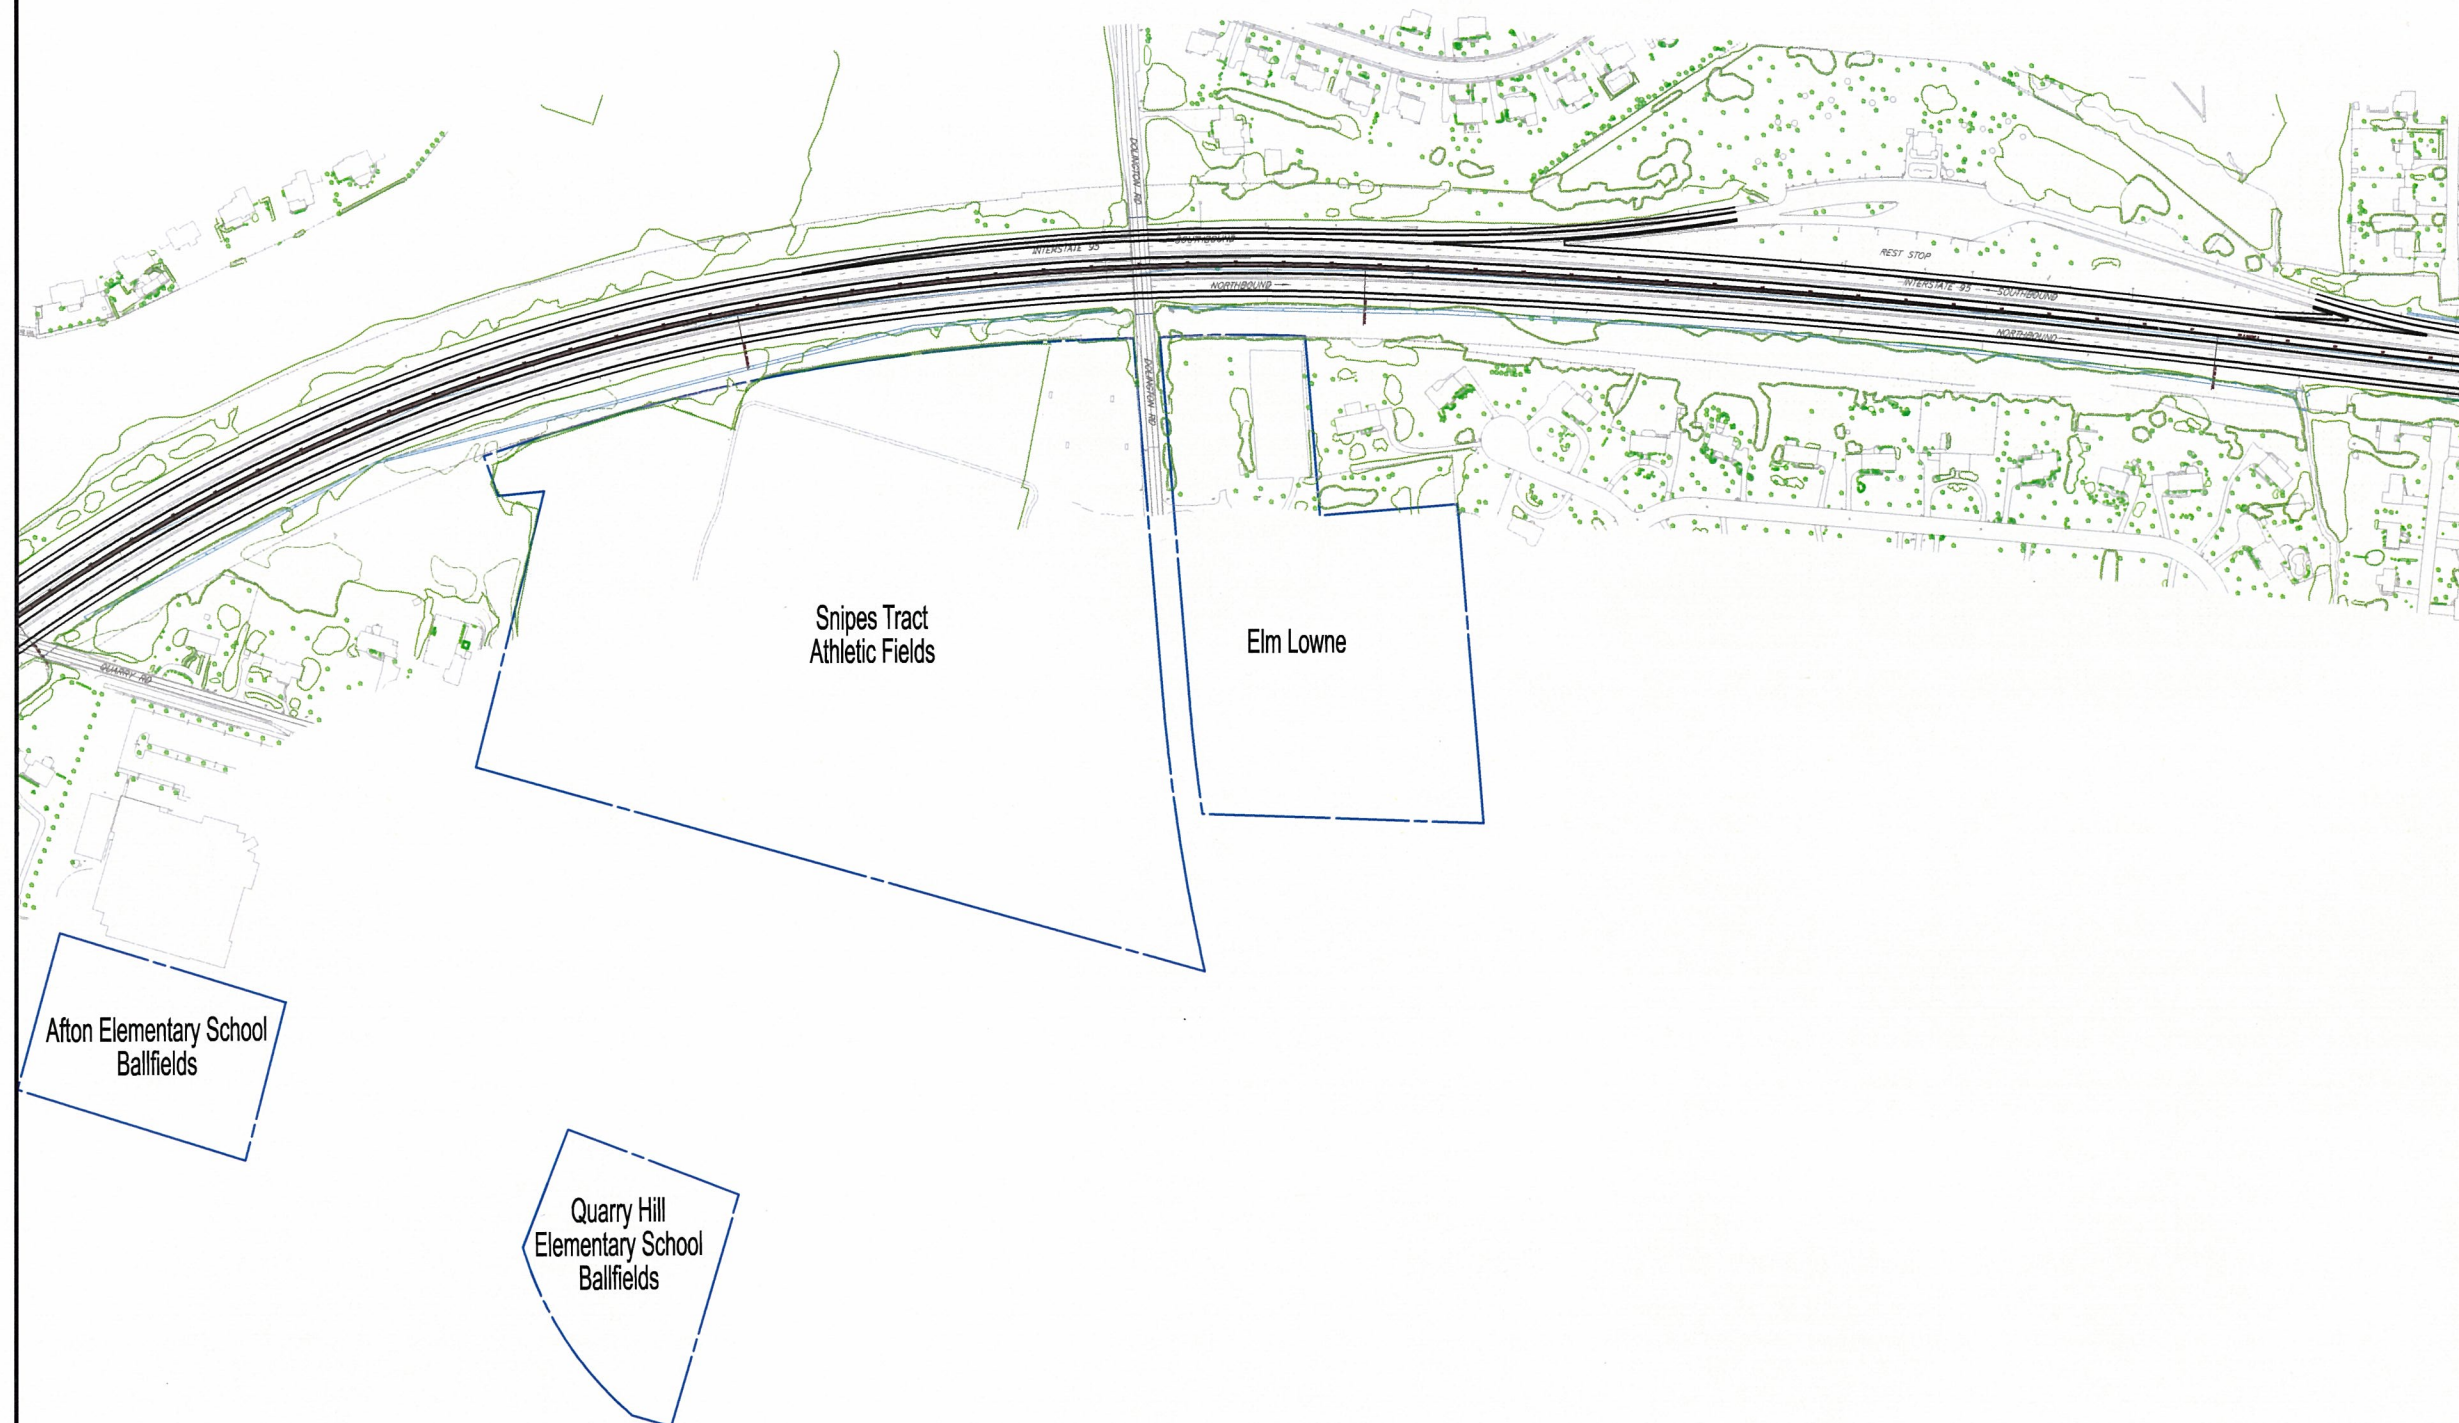 DOLINGTON RD
INTERSTATE 95
SOUTHBOUND
NORTHBOUND
REST STOP
INTERSTATE 95
SOUTHBOUND
NORTHBOUND
DOLINGTON RD
Snipes Tract
Athletic Fields
Elm Lowne
QUARRY RD
Afton Elementary School
Ballfields
Quarry Hill
Elementary School
Ballfields